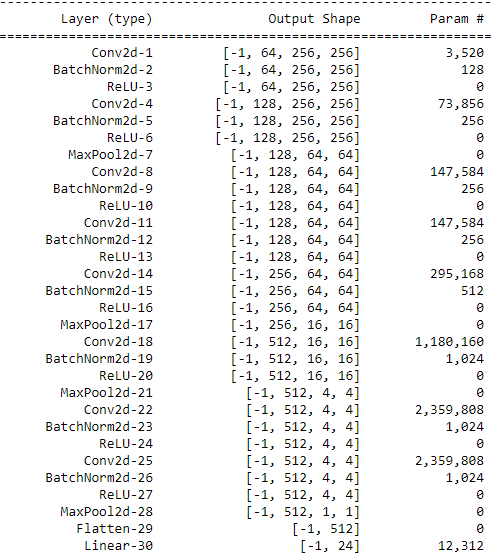 ----------------------------------------------------------------
Layer (type) Output Shape Param #
================================================================
Conv2d-1 [-1, 64, 256, 256] 3,520
BatchNorm2d-2 [-1, 64, 256, 256] 128
ReLU-3 [-1, 64, 256, 256] 0
Conv2d-4 [-1, 128, 256, 256] 73,856
BatchNorm2d-5 [-1, 128, 256, 256] 256
ReLU-6 [-1, 128, 256, 256] 0
MaxPool2d-7 [-1, 128, 64, 64] 0
Conv2d-8 [-1, 128, 64, 64] 147,584
BatchNorm2d-9 [-1, 128, 64, 64] 256
ReLU-10 [-1, 128, 64, 64] 0
Conv2d-11 [-1, 128, 64, 64] 147,584
BatchNorm2d-12 [-1, 128, 64, 64] 256
ReLU-13 [-1, 128, 64, 64] 0
Conv2d-14 [-1, 256, 64, 64] 295,168
BatchNorm2d-15 [-1, 256, 64, 64] 512
ReLU-16 [-1, 256, 64, 64] 0
MaxPool2d-17 [-1, 256, 16, 16] 0
Conv2d-18 [-1, 512, 16, 16] 1,180,160
BatchNorm2d-19 [-1, 512, 16, 16] 1,024
ReLU-20 [-1, 512, 16, 16] 0
MaxPool2d-21 [-1, 512, 4, 4] 0
Conv2d-22 [-1, 512, 4, 4] 2,359,808
BatchNorm2d-23 [-1, 512, 4, 4] 1,024
ReLU-24 [-1, 512, 4, 4] 0
Conv2d-25 [-1, 512, 4, 4] 2,359,808
BatchNorm2d-26 [-1, 512, 4, 4] 1,024
ReLU-27 [-1, 512, 4, 4] 0
MaxPool2d-28 [-1, 512, 1, 1] 0
Flatten-29 [-1, 512] 0
Linear-30 [-1, 24] 12,312